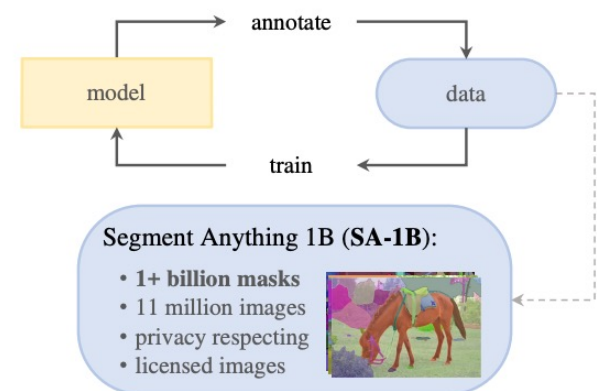 annotate
model
data
train
Segment Anything 1B (SA-1B):
• 1+ billion masks
• 11 million images
• privacy respecting
• licensed images